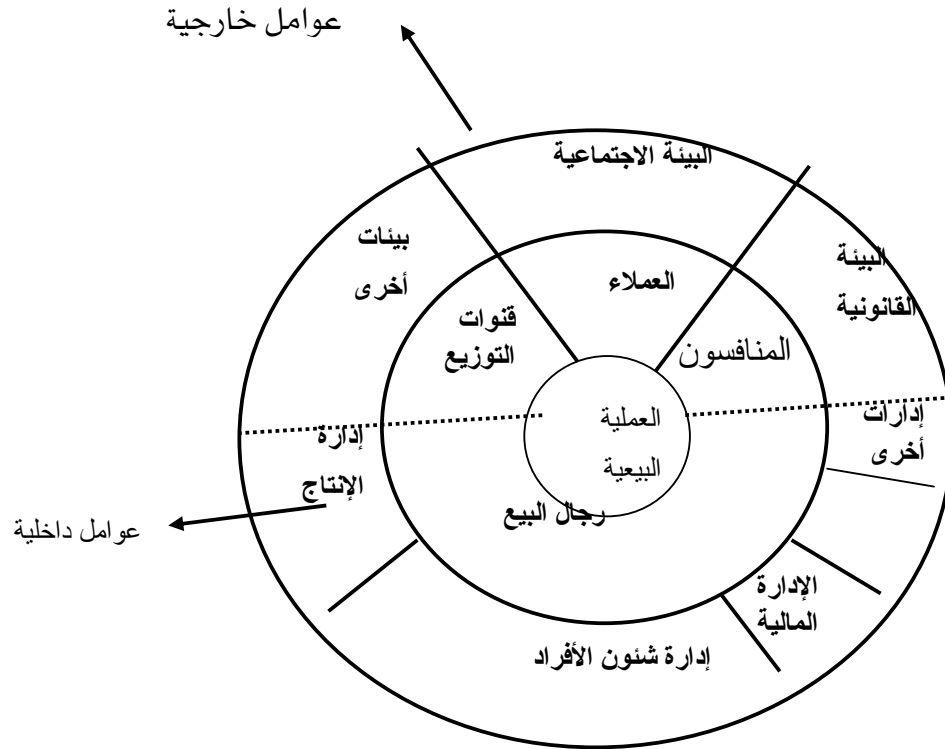 عوامل خارجية
البيئة الاجتماعية
البيئة
القانونية
بيئات
أخرى
العملاء
المنافسون
قنوات
التوزيع
العملية
البيعية
إدارات
أخرى
إدارة
الإنتاج
رجال البيع
عوامل داخلية
الإدارة
المالية
إدارة شئون الأفراد